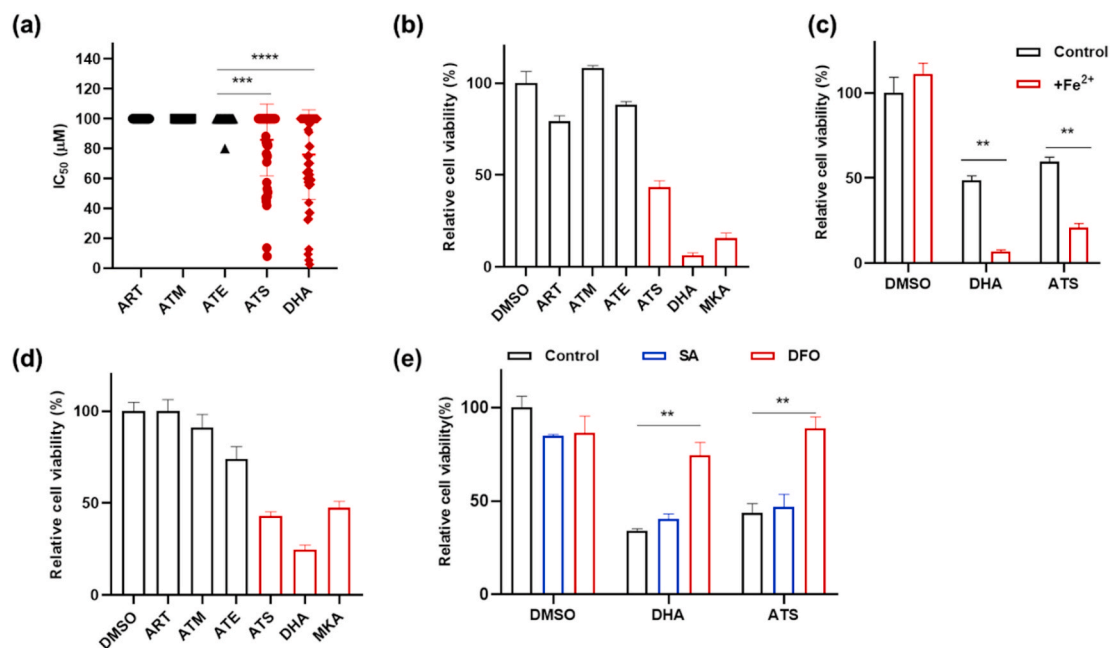 (a)
IC50 (µM)
140
120
100
80
60
40
20
0
****
***
ART
ATM
ATE
ATS
DHA
(b)
Relative cell viability (%)
100
50
0
DMSO
ART
ATM
ATE
ATS
DHA
MKA
(c)
Relative cell viability (%)
Control
+Fe2+
100
50
0
**
**
DMSO
DHA
ATS
(d)
Relative cell viability (%)
100
50
0
DMSO
ART
ATM
ATE
ATS
DHA
MKA
(e)
Control
SA
DFO
Relative cell viability(%)
100
50
0
**
**
DMSO
DHA
ATS